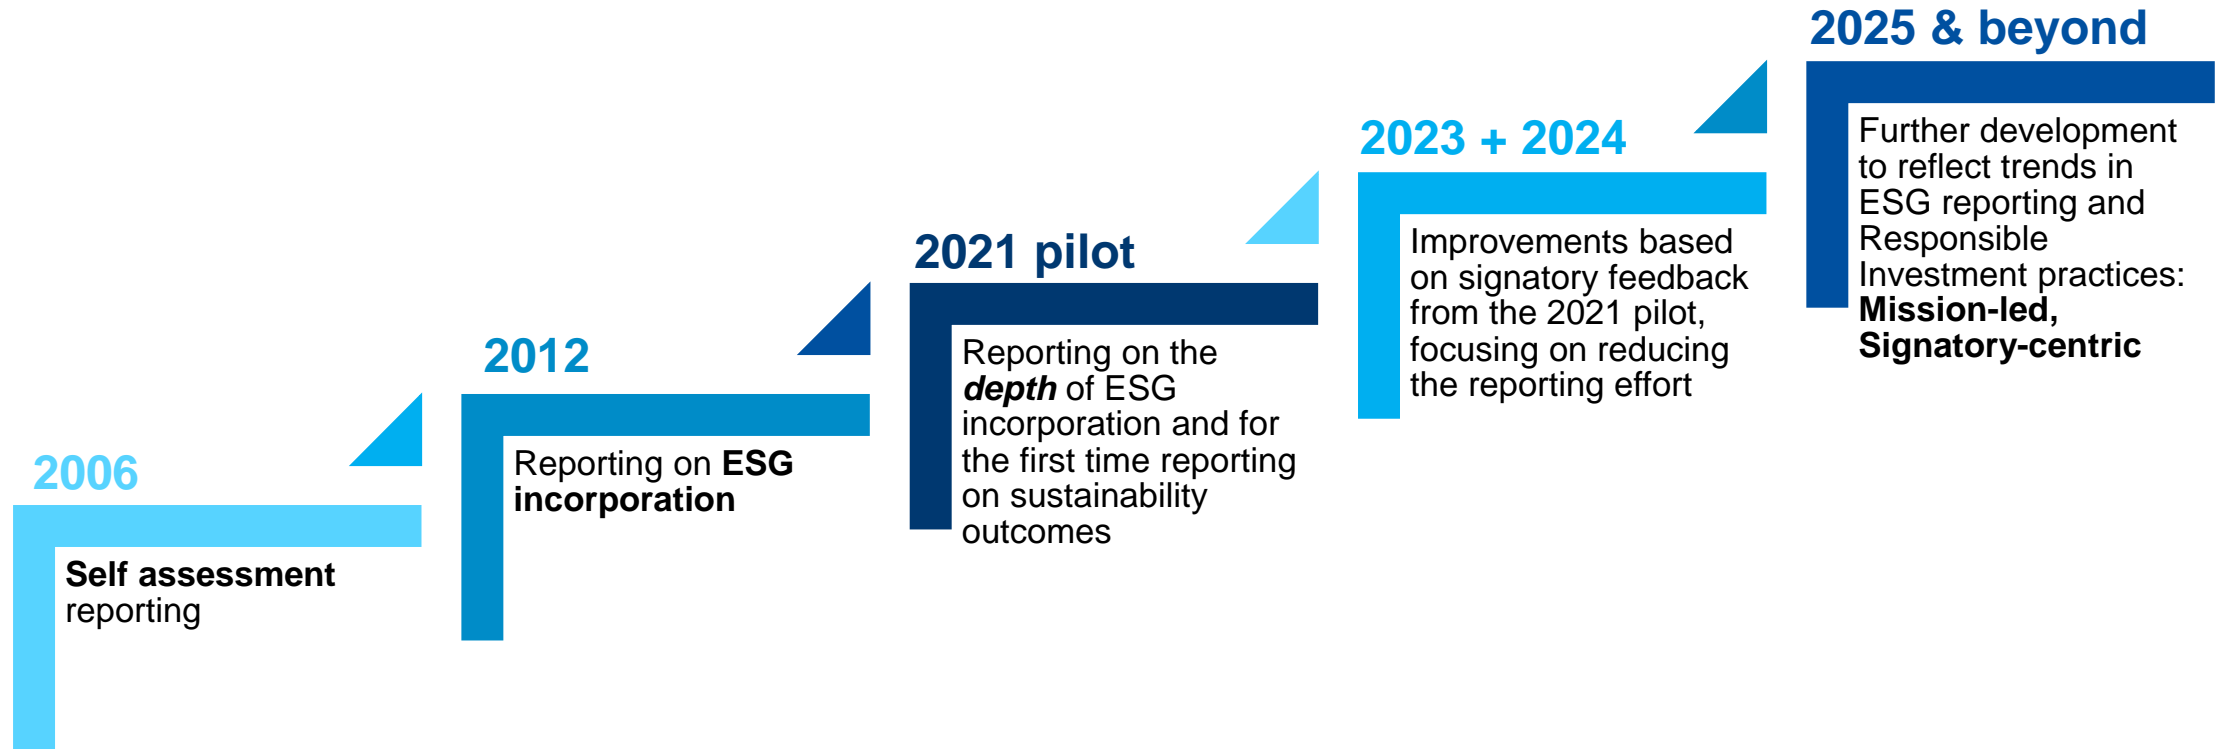 2006
Self assessment
reporting
2012
Reporting on ESG
incorporation
2021 pilot
Reporting on the
depth of ESG
incorporation and for
the first time reporting
on sustainability
outcomes
2023 + 2024
Improvements based
on signatory feedback
from the 2021 pilot,
focusing on reducing
the reporting effort
2025 & beyond
Further development
to reflect trends in
ESG reporting and
Responsible
Investment practices:
Mission-led,
Signatory-centric